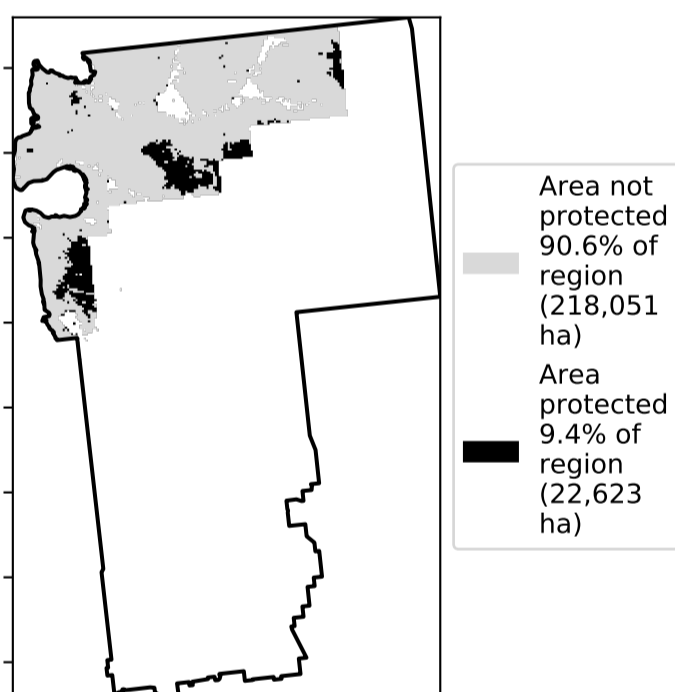 Area not
protected
90.6% of
region
(218,051
ha)
Area
protected
9.4% of
region
(22,623
ha)